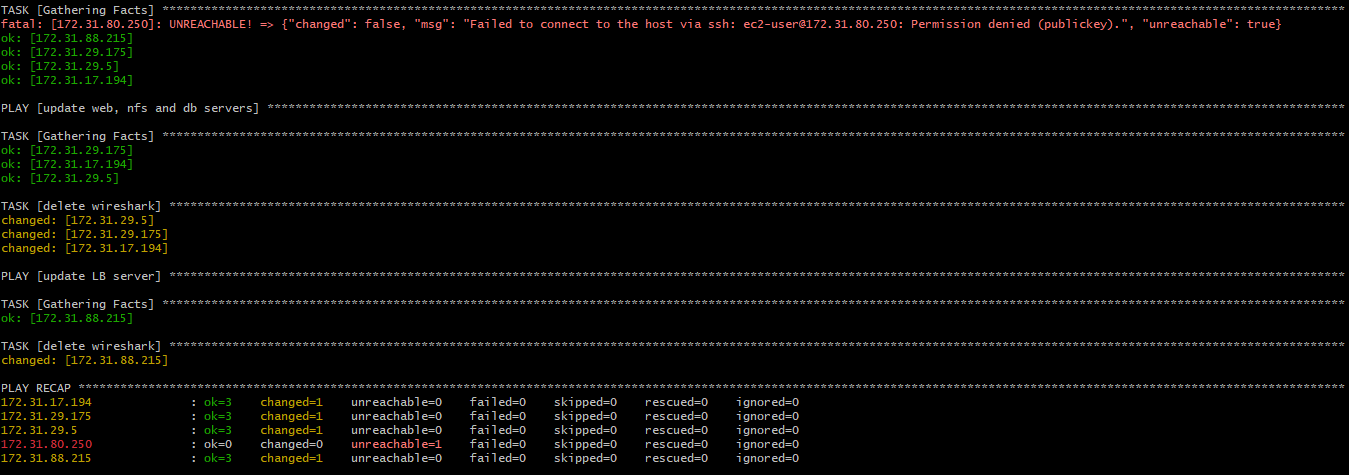 TASK [Gathering Facts] *************************************************************************************************************************************************************************
fatal: [172.31.80.250]: UNREACHABLE! => {"changed": false, "msg": "Failed to connect to the host via ssh: ec2-user@172.31.80.250: Permission denied (publickey).", "unreachable": true}
ok: [172.31.88.215]
ok: [172.31.29.175]
ok: [172.31.29.5]
ok: [172.31.17.194]
PLAY [update web, nfs and db servers] **********************************************************************************************************************************************************
TASK [Gathering Facts] *************************************************************************************************************************************************************************
ok: [172.31.29.175]
ok: [172.31.17.194]
ok: [172.31.29.5]
TASK [delete wireshark] ************************************************************************************************************************************************************************
changed: [172.31.29.5]
changed: [172.31.29.175]
changed: [172.31.17.194]
PLAY [update LB server] ************************************************************************************************************************************************************************
TASK [Gathering Facts] *************************************************************************************************************************************************************************
ok: [172.31.88.215]
TASK [delete wireshark] ************************************************************************************************************************************************************************
changed: [172.31.88.215]
PLAY RECAP *************************************************************************************************************************************************************************************
172.31.17.194 : ok=3 changed=1 unreachable=0 failed=0 skipped=0 rescued=0 ignored=0
172.31.29.175 : ok=3 changed=1 unreachable=0 failed=0 skipped=0 rescued=0 ignored=0
172.31.29.5 : ok=3 changed=1 unreachable=0 failed=0 skipped=0 rescued=0 ignored=0
172.31.80.250 : ok=0 changed=0 unreachable=1 failed=0 skipped=0 rescued=0 ignored=0
172.31.88.215 : ok=3 changed=1 unreachable=0 failed=0 skipped=0 rescued=0 ignored=0